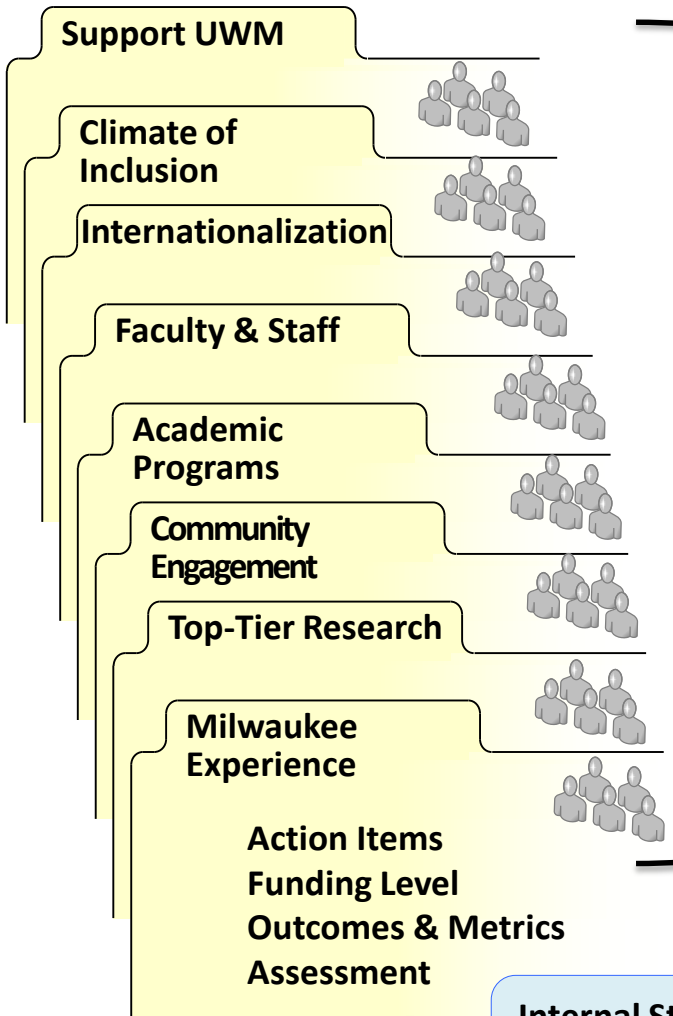 Support UWM
Climate of
Inclusion
Internationalization
Faculty & Staff
Academic
Programs
Community
Engagement
Top-Tier Research
Milwaukee
Experience
Action Items
Funding Level
Outcomes & Metrics
Assessment
Internal